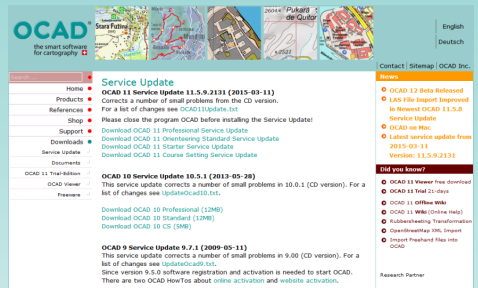 OCAD
the smart software
for cartography
Stara Fužina
2604
Pukara
de Quitor
x 2521
English
Deutsch
Contact | Sitemap | OCAD Inc.
Search ...
Home
Products
References
Shop
Support
Downloads
Service Update
Documents
OCAD 11 Trial-Edition
OCAD Viewer
Freeware
Service Update
OCAD 11 Service Update 11.5.9.2131 (2015-03-11)
Corrects a number of small problems from the CD version.
For a list of changes see OCAD11Update.txt
Please close the program OCAD before installing the Service Update!
Download OCAD 11 Professional Service Update
Download OCAD 11 Orienteering Standard Service Update
Download OCAD 11 Starter Service Update
Download OCAD 11 Course Setting Service Update
OCAD 10 Service Update 10.5.1 (2013-05-28)
This service update corrects a number of small problems in 10.0.1 (CD version). For a
list of changes see UpdateOcad10.txt.
Download OCAD 10 Professional (12MB)
Download OCAD 10 Standard (12MB)
Download OCAD 10 CS (5MB)
OCAD 9 Service Update 9.7.1 (2009-05-11)
This service update corrects a number of small problems in 9.00 (CD version). For a
list of changes see UpdateOcad9.txt.
Since version 9.5.0 software registration and activation is needed to start OCAD.
There are two OCAD HowTos about online activation and website activation.
News
OCAD 12 Beta Released
LAS File Import Improved
in Newest OCAD 11.5.8
Service Update
OCAD on Mac
Latest service update from
2015-03-11
Version: 11.5.9.2131
Did you know?
OCAD 11 Viewer free download
OCAD 11 Trial 21-days
OCAD 11 Offline Wiki
OCAD 11 Wiki (Online Help)
Rubbersheeting Transformation
OpenStreetMap XML Import
Import Freehand files into
OCAD
Research Partner